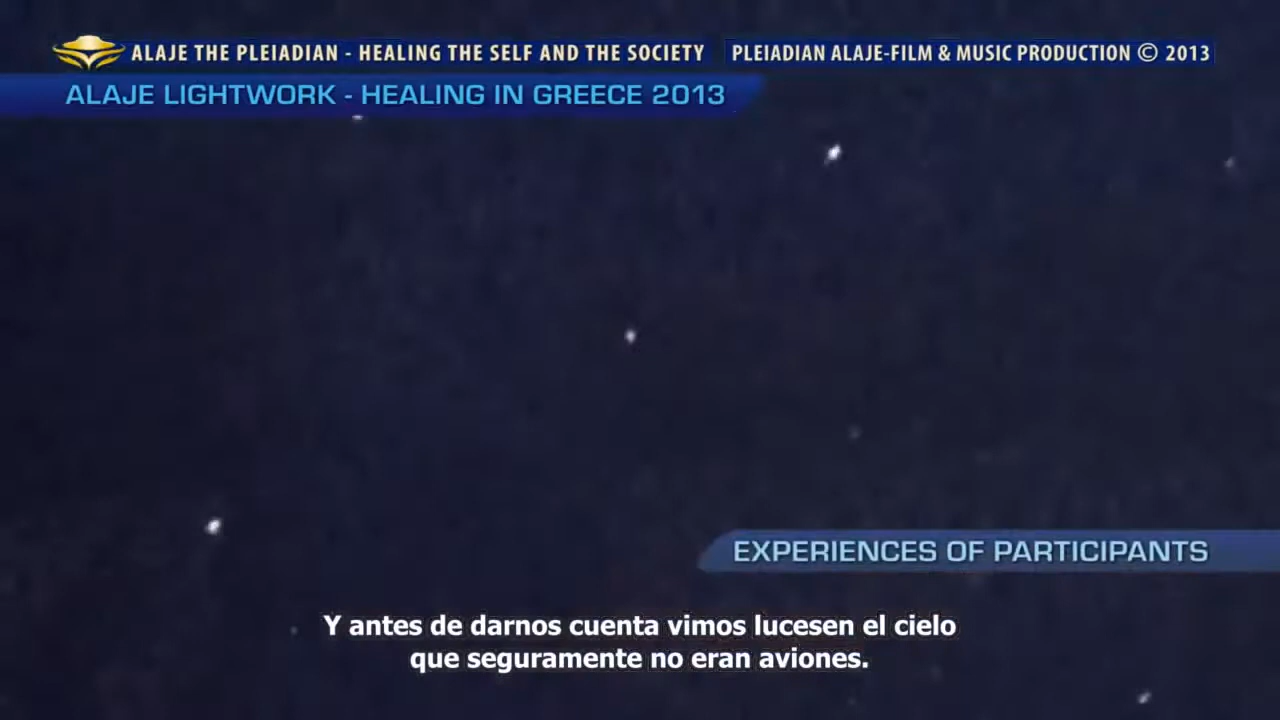 ALAJE THE PLEIADIAN - HEALING THE SELF AND THE SOCIETY PLEIADIAN ALAJE-FILM & MUSIC PRODUCTION © 2013
ALAJE LIGHTWORK - HEALING IN GREECE 2013
EXPERIENCES OF PARTICIPANTS
Y antes de darnos cuenta vimos lucesen el cielo
que seguramente no eran aviones.